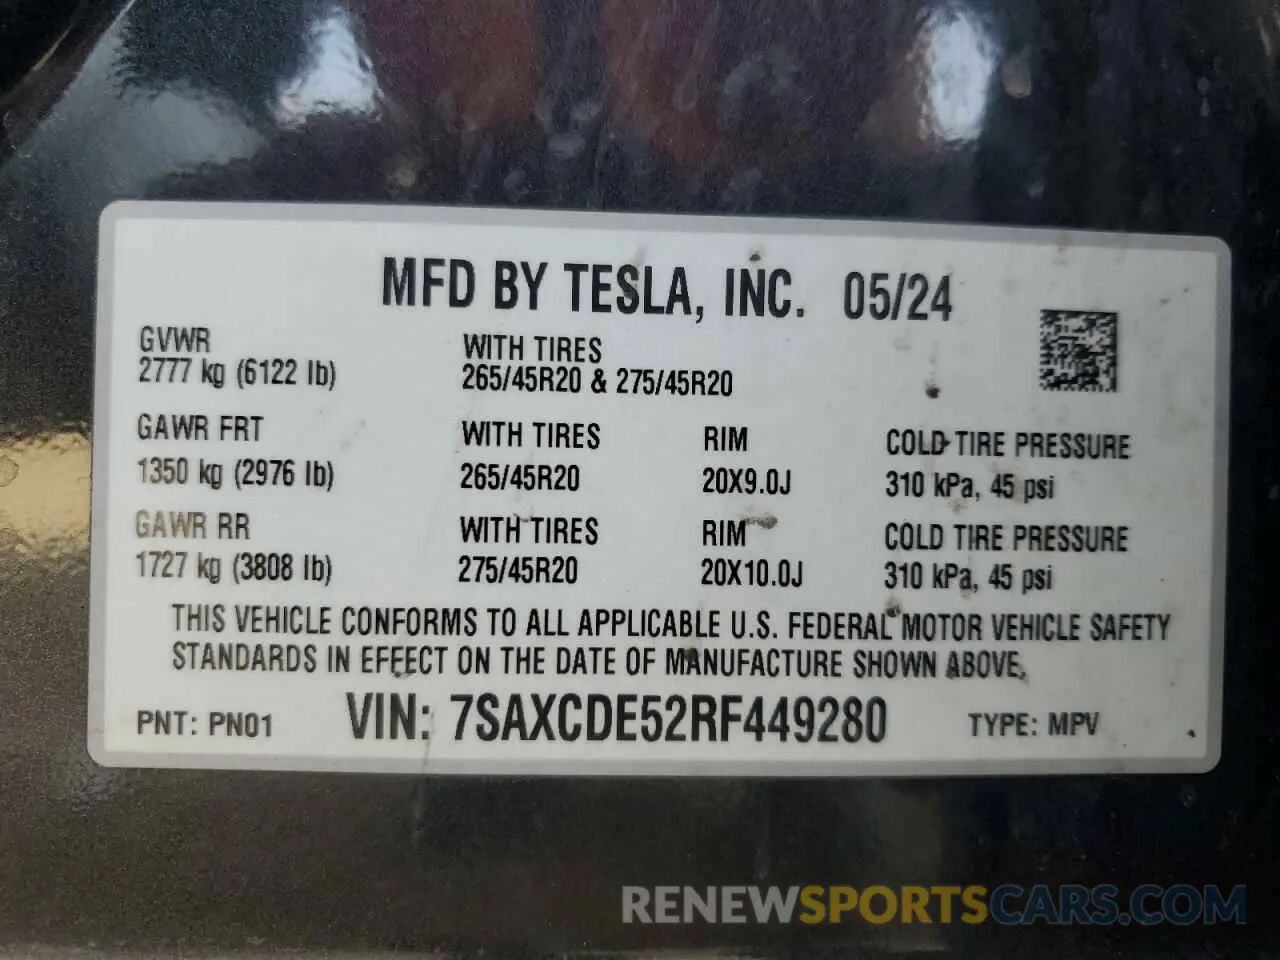 MFD BY TESLA, INC. 05/24
GVWR
2777 kg (6122 lb)
WITH TIRES
265/45R20 & 275/45R20
GAWR FRT WITH TIRES RIM COLD TIRE PRESSURE
1350 kg (2976 lb) 265/45R20 20X9.0J 310 kPa, 45 psi
GAWR RR WITH TIRES RIM COLD TIRE PRESSURE
1727 kg (3808 lb) 275/45R20 20X10.0J 310 kPa, 45 psi
THIS VEHICLE CONFORMS TO ALL APPLICABLE U.S. FEDERAL MOTOR VEHICLE SAFETY
STANDARDS IN EFFECT ON THE DATE OF MANUFACTURE SHOWN ABOVE.
PNT: PN01 VIN: 7SAXCDE52RF449280 TYPE: MPV
RENEWSPORTSCARS.COM